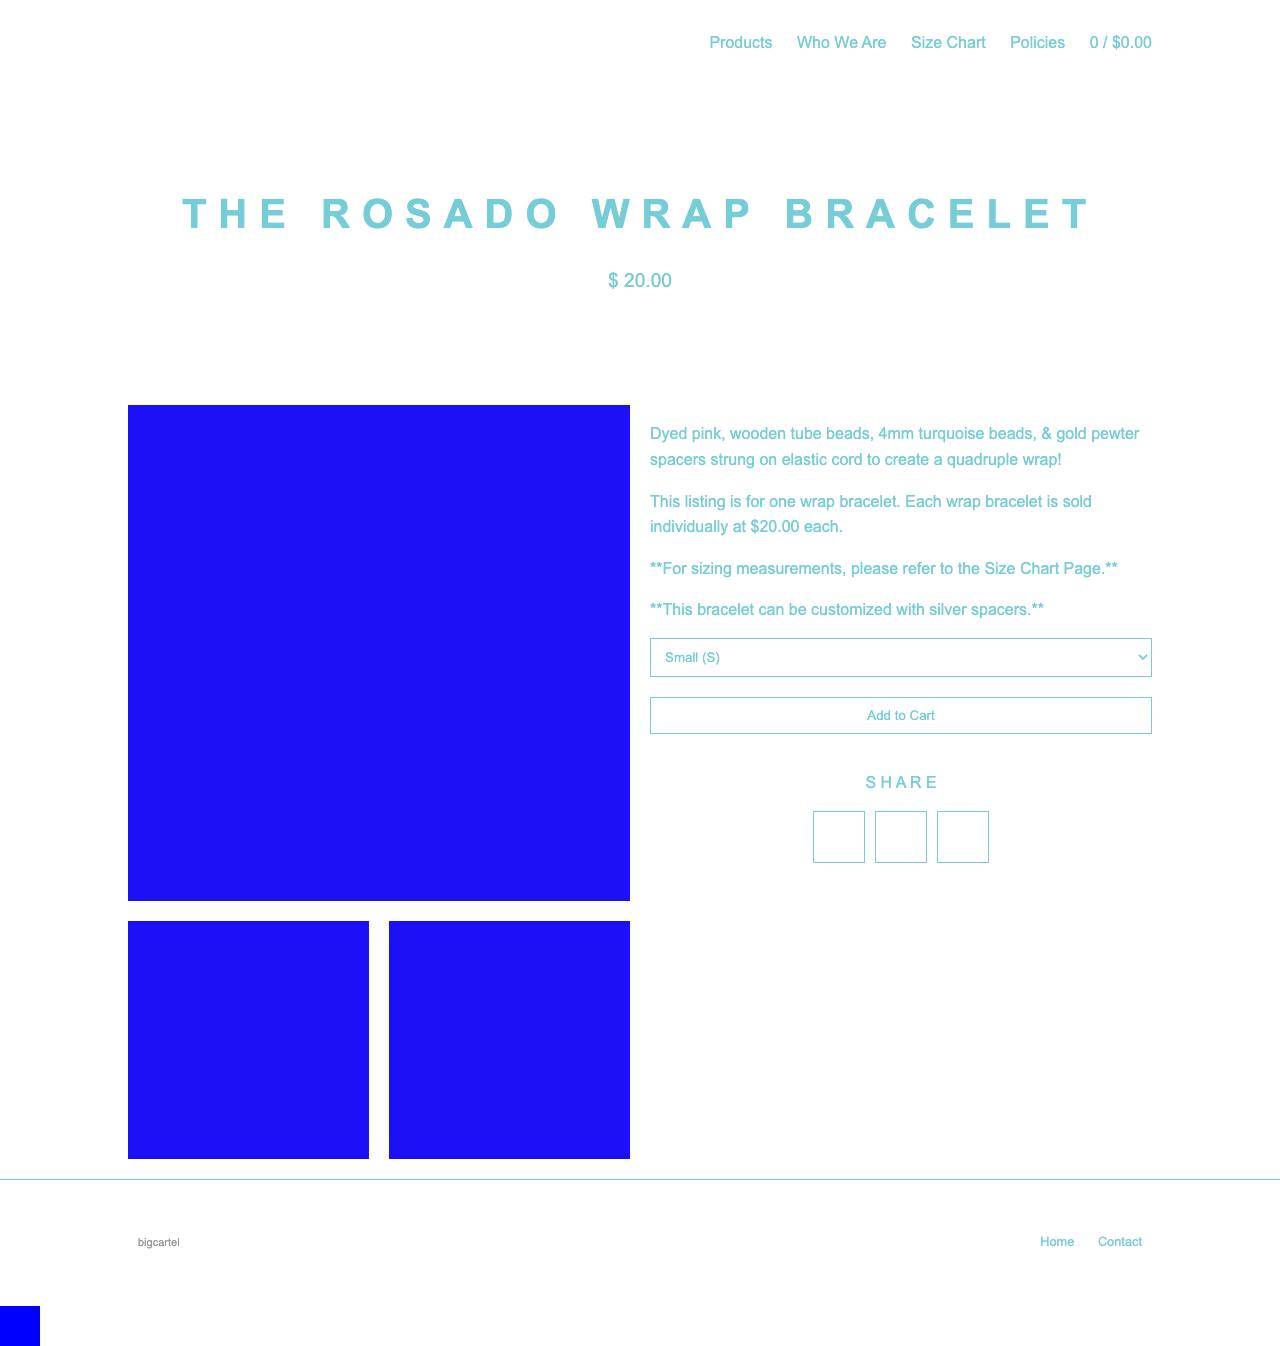 Products Who We Are Size Chart Policies 0 / $0.00
THE ROSADO WRAP BRACELET
$ 20.00
Dyed pink, wooden tube beads, 4mm turquoise beads, & gold pewter
spacers strung on elastic cord to create a quadruple wrap!
This listing is for one wrap bracelet. Each wrap bracelet is sold
individually at $20.00 each.
**For sizing measurements, please refer to the Size Chart Page.**
**This bracelet can be customized with silver spacers.**
Small (S)
Add to Cart
SHARE
bigcartel Home Contact